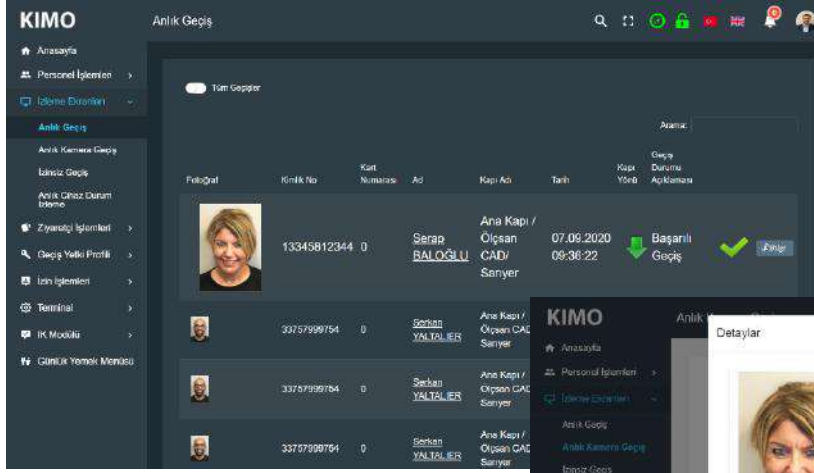 KIMO
Anlık Geçiş
Anasayfa
Personel İşlemleri
İzleme Ekranları
Anlık Geçiş
Anlık Kamera Geçiş
İzinsiz Geçiş
Anlık Cihaz Durum
İzleme
Ziyaretçi İşlemleri
Geçiş Yetki Profili
İzin İşlemleri
Terminal
IK Modülü
Günlük Yemek Menüsü
Tüm Geçişler
Arama:
Fotoğraf
Kimlik No
Kart
Numarası
Ad
Kapı Adı
Tarih
Kapı
Yönü
Geçiş
Durumu
Açıklaması
13345812344
0
Serap
BALOĞLU
Ana Kapı /
Ölçsan
CAD/
Sarıyer
07.09.2020
09:36:22
Başarılı
Geçiş
33757999754
0
Serkan
YALTALIER
Ana Kapı /
Ölçsan CAD
Sarıyer
33757999754
0
Serkan
YALTALIER
Ana Kapı /
Ölçsan CAD
Sarıyer
33757999754
0
Serkan
YALTALIER
Ana Kapı /
Ölçsan CAD
Sarıyer
KIMO
Anlık
Detaylar
Anasayfa
Personel İşlemleri
İzleme Ekranları
Anlık Geçiş
Anlık Kamera Geçiş
İzinsiz Geçiş